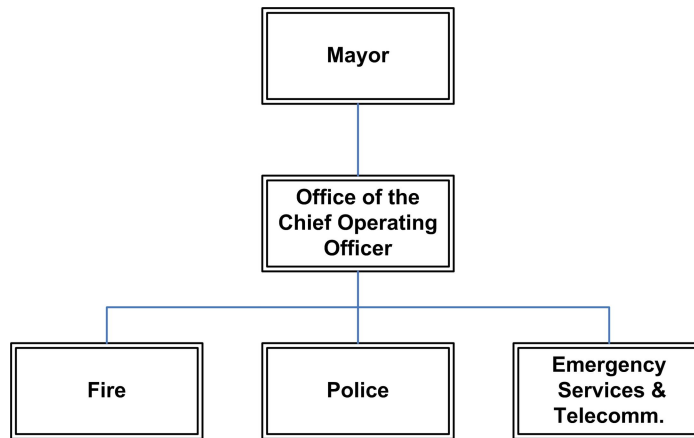 Mayor
Office of the
Chief Operating
Officer
Fire
Police
Emergency
Services &
Telecomm.